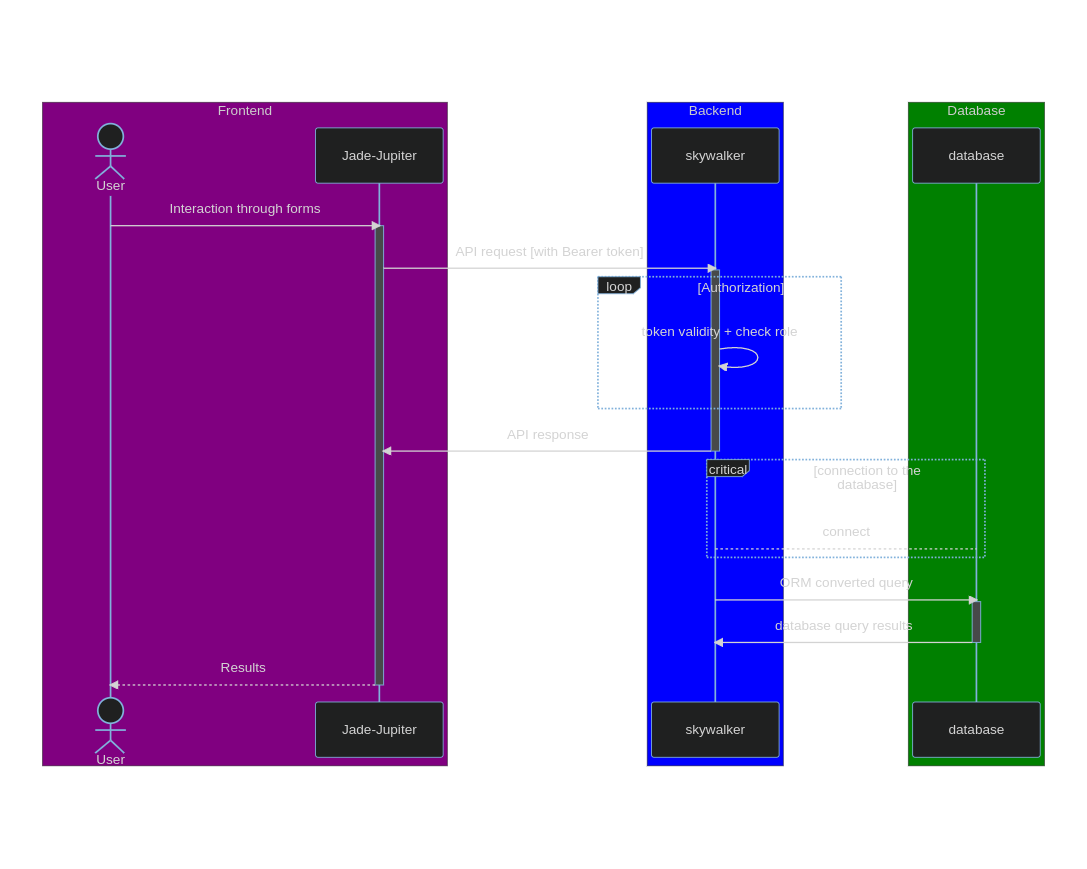 Frontend
Backend
Database
Jade-Jupiter
skywalker
database
User
Interaction through forms
API request [with Bearer token]
loop
[Authorization]
token validity + check role
API response
critical
[connection to the
database]
connect
ORM converted query
database query results
Results
Jade-Jupiter
skywalker
database
User